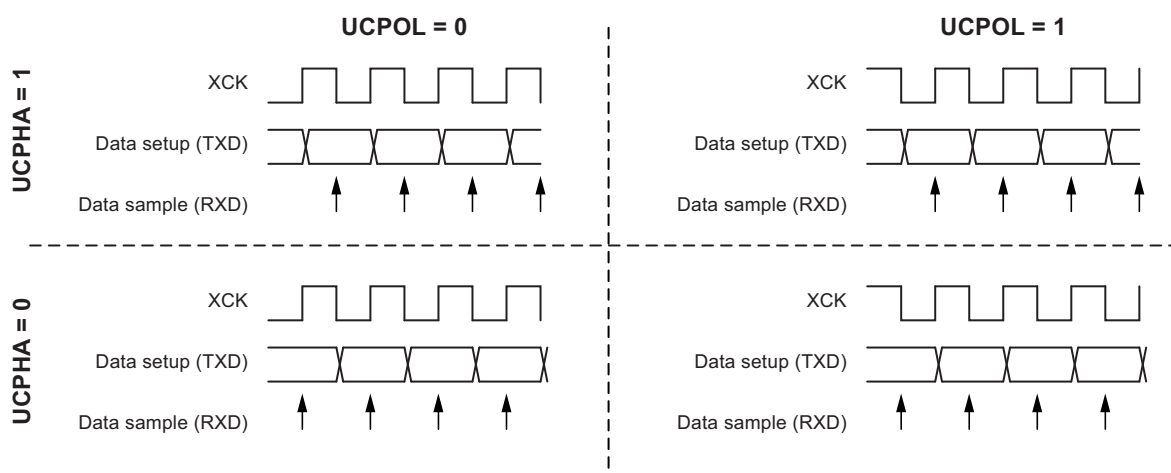 UCPOL = 0
UCPOL = 1
UCPHA = 1
XCK
Data setup (TXD)
Data sample (RXD)
XCK
Data setup (TXD)
Data sample (RXD)
UCPHA = 0
XCK
Data setup (TXD)
Data sample (RXD)
XCK
Data setup (TXD)
Data sample (RXD)